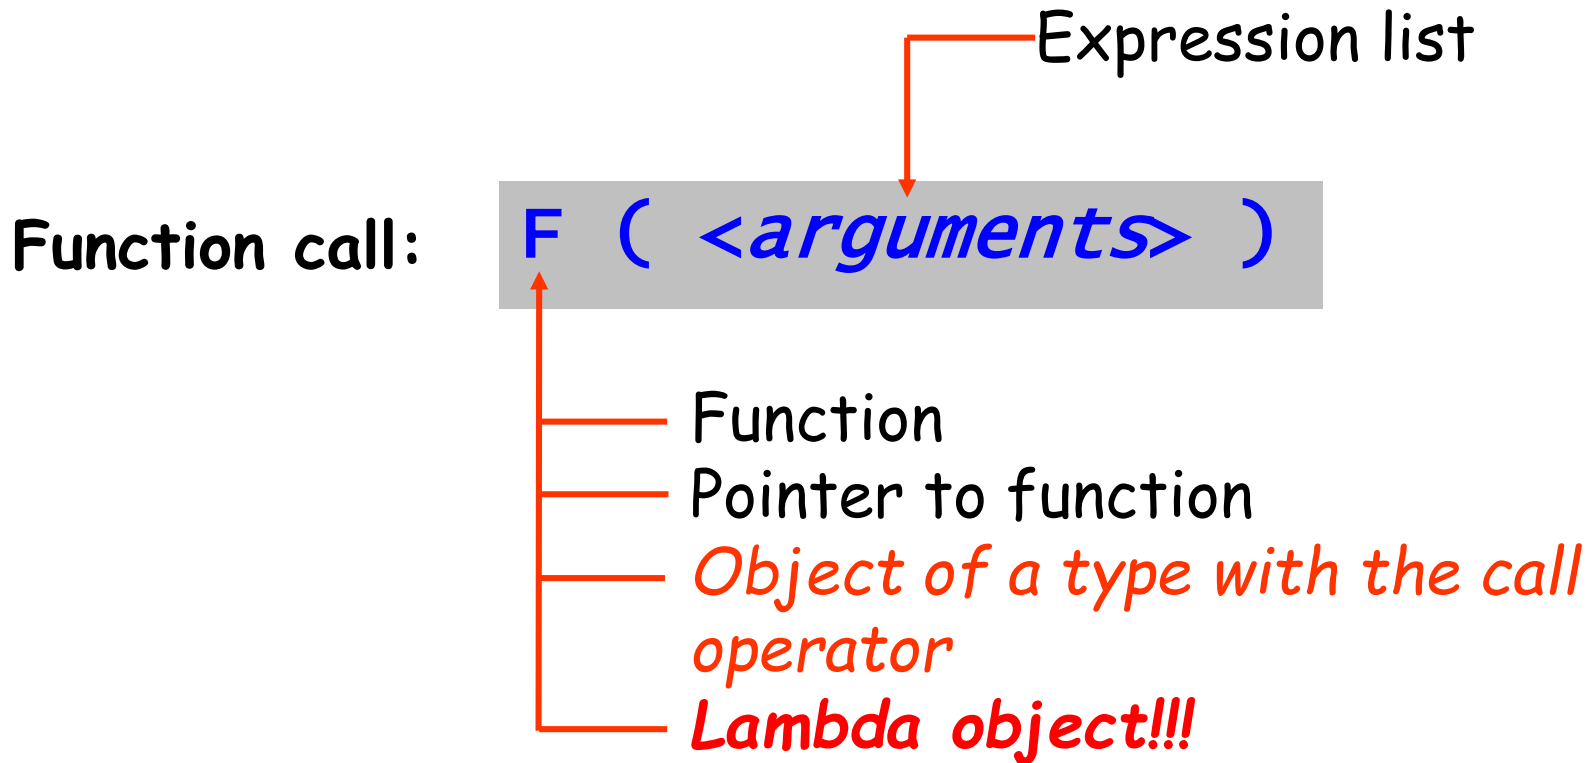 Expression list
Function call: F ( <arguments> )
Function
Pointer to function
Object of a type with the call
operator
Lambda object!!!